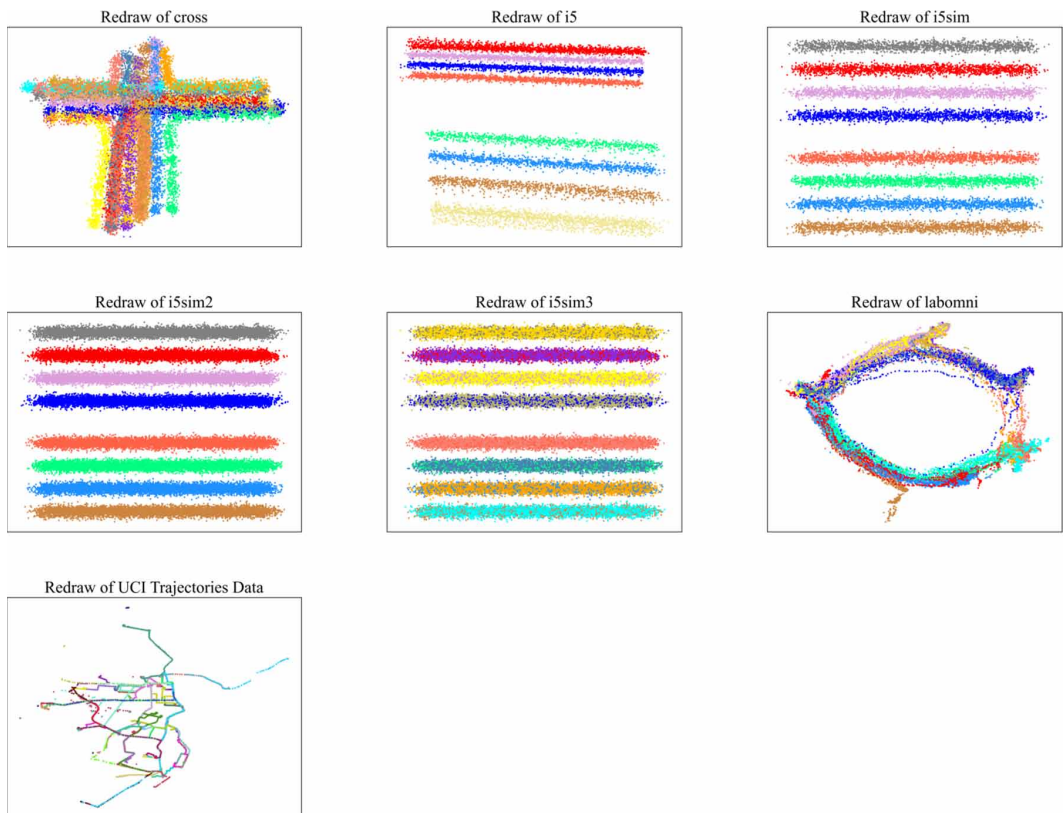 Redraw of cross
Redraw of i5
Redraw of i5sim
Redraw of i5sim2
Redraw of i5sim3
Redraw of labomni
Redraw of UCI Trajectories Data